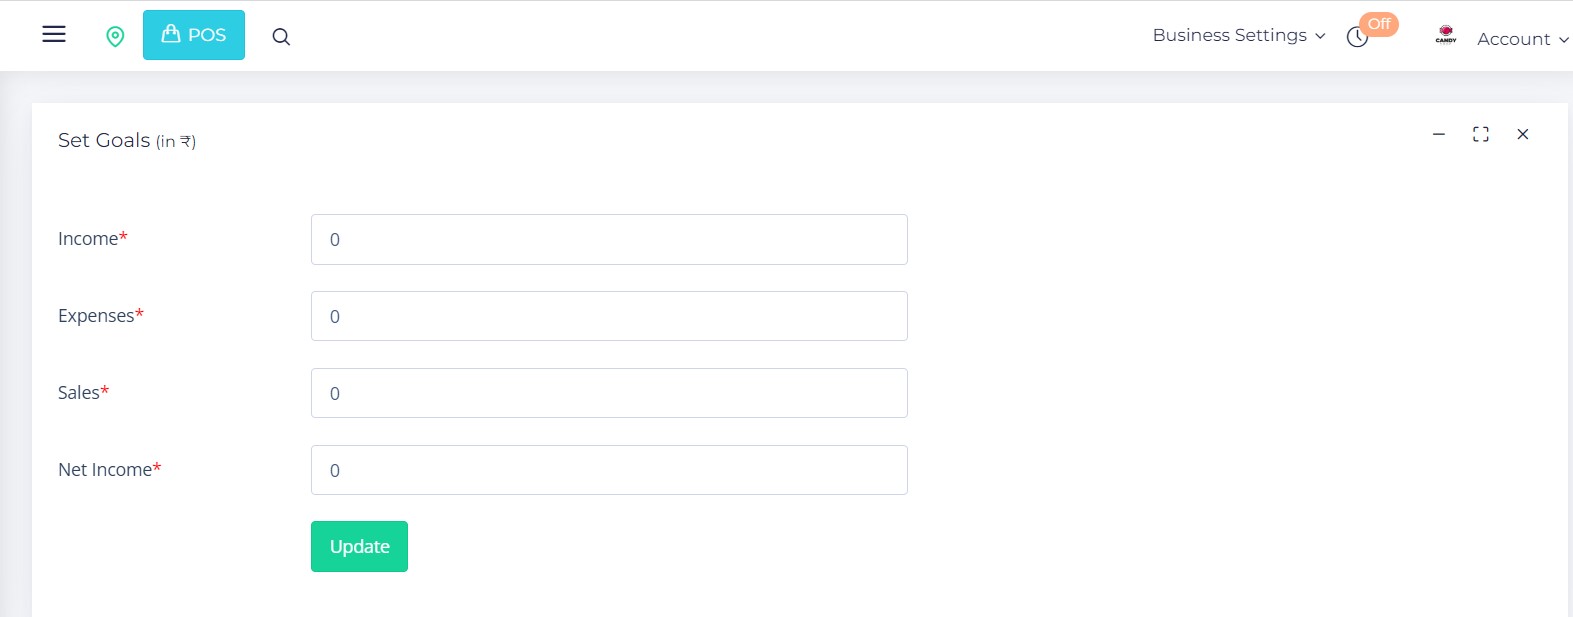 POS
Business Settings
Off
CANDY
Account
Set Goals (in ₹)
Income*
0
Expenses*
0
Sales*
0
Net Income*
0
Update